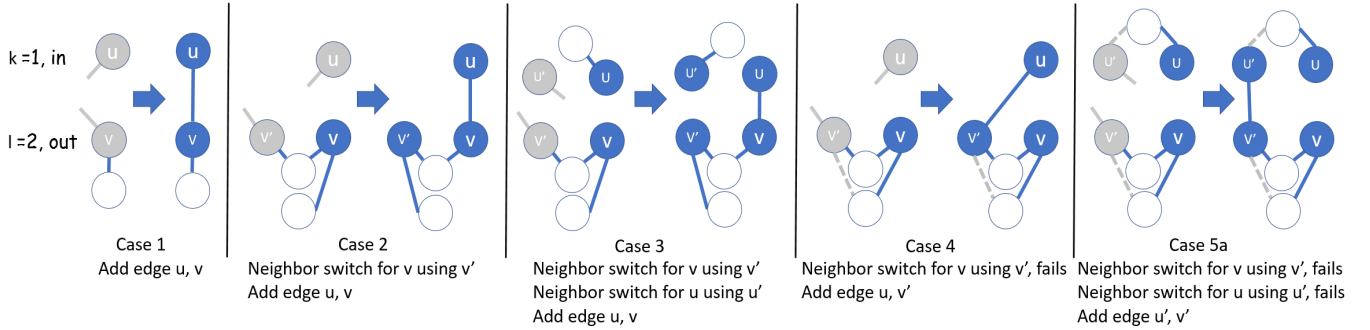 k =1, in
l =2, out
u
u
v
v
Case 1
Add edge u, v
u
u
V'
v
V'
v
Case 2
Neighbor switch for v using v'
Add edge u, v
U'
U
U'
U
V'
v
V'
v
Case 3
Neighbor switch for v using v'
Neighbor switch for u using u'
Add edge u, v
u
u
V'
v
V'
v
Case 4
Neighbor switch for v using v', fails
Add edge u, v'
U'
U
U'
U
V'
v
V'
v
Case 5a
Neighbor switch for v using v', fails
Neighbor switch for u using u', fails
Add edge u', v'